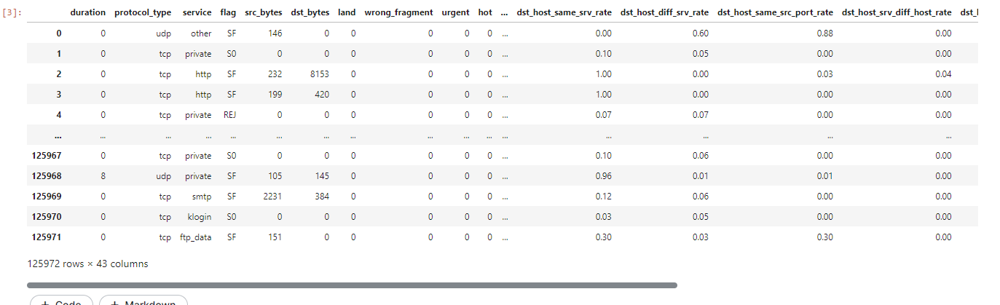 [3]: duration protocol_type service flag src_bytes dst_bytes land wrong_fragment urgent hot ... dst_host_same_srv_rate dst_host_diff_srv_rate dst_host_same_src_port_rate dst_host_srv_diff_host_rate
0 0 udp other SF 146 0 0 0 0 0 ... 0.00 0.60 0.88 0.00
1 0 tcp private S0 0 0 0 0 0 0 ... 0.10 0.05 0.00 0.00
2 0 tcp http SF 232 8153 0 0 0 0 ... 1.00 0.00 0.03 0.04
3 0 tcp http SF 199 420 0 0 0 0 ... 1.00 0.00 0.00 0.00
4 0 tcp private REJ 0 0 0 0 0 0 ... 0.07 0.07 0.00 0.00
... ... ... ... ... ... ... ... ... ... ... ... ... ... ... ...
125967 0 tcp private S0 0 0 0 0 0 0 ... 0.10 0.06 0.00 0.00
125968 8 udp private SF 105 145 0 0 0 0 ... 0.96 0.01 0.01 0.00
125969 0 tcp smtp SF 2231 384 0 0 0 0 ... 0.12 0.06 0.00 0.00
125970 0 tcp klogin S0 0 0 0 0 0 0 ... 0.03 0.05 0.00 0.00
125971 0 tcp ftp_data SF 151 0 0 0 0 0 ... 0.30 0.03 0.30 0.00
125972 rows × 43 columns
+ Code + Markdown